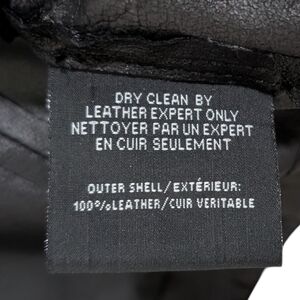 DRY CLEAN BY
LEATHER EXPERT ONLY
NETTOYER PAR UN EXPERT
EN CUIR SEULEMENT
OUTER SHELL/EXTÉRIEUR:
100%LEATHER/CUIR VERITABLE